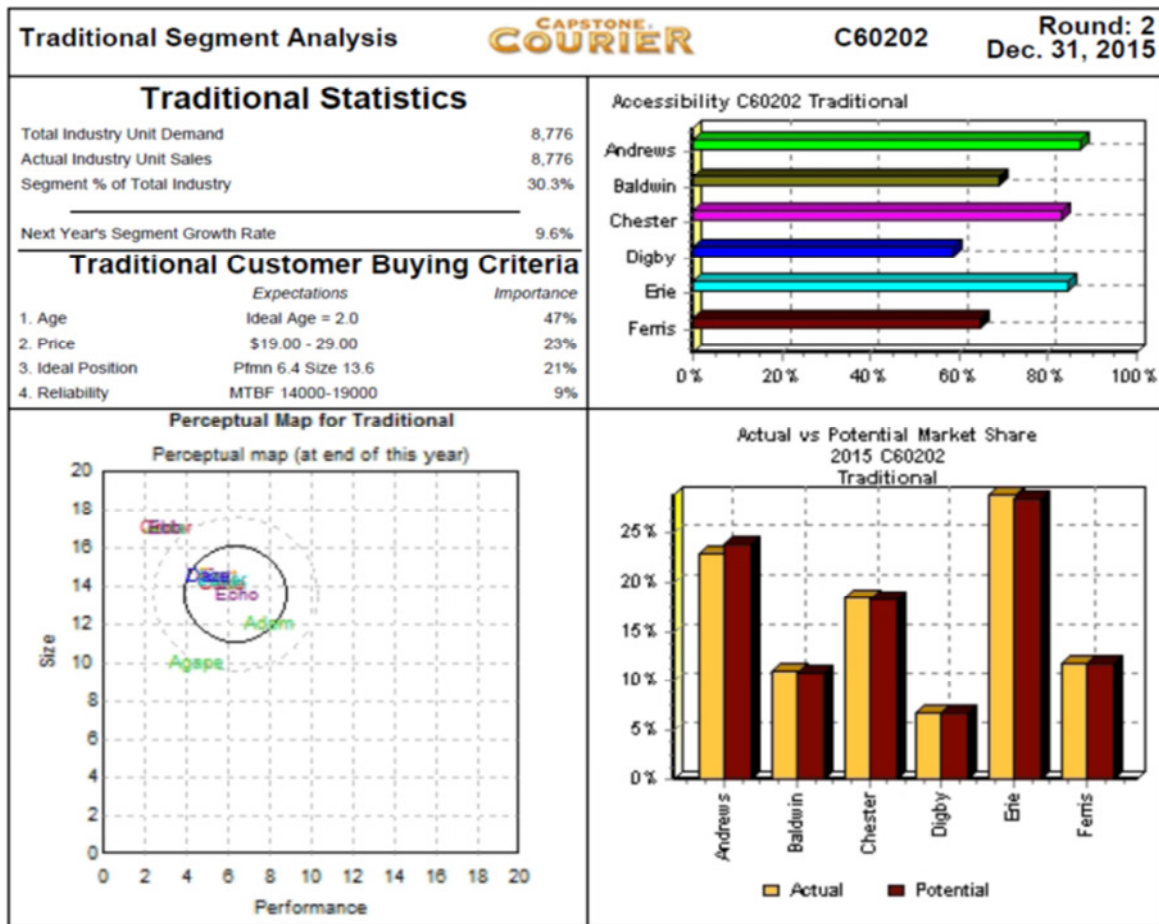 Traditional Segment Analysis
CAPSTONE
COURIER
C60202
Round: 2
Dec. 31, 2015
Traditional Statistics
Total Industry Unit Demand 8,776
Actual Industry Unit Sales 8,776
Segment % of Total Industry 30.3%
Next Year's Segment Growth Rate 9.6%
Traditional Customer Buying Criteria
Expectations Importance
1. Age Ideal Age = 2.0 47%
2. Price $19.00 - 29.00 23%
3. Ideal Position Pfmn 6.4 Size 13.6 21%
4. Reliability MTBF 14000-19000 9%
Accessibility C60202 Traditional
Andrews
Baldwin
Chester
Digby
Erie
Ferris
0% 20% 40% 60% 80% 100%
Perceptual Map for Traditional
Perceptual map (at end of this year)
Size
20
18
16
14
12
10
8
6
4
2
0
Daze
Echo
Adam
Agape
0 2 4 6 8 10 12 14 16 18 20
Performance
Actual vs Potential Market Share
2015 C60202
Traditional
25%
20%
15%
10%
5%
0%
Andrews
Baldwin
Chester
Digby
Erie
Ferris
Actual Potential